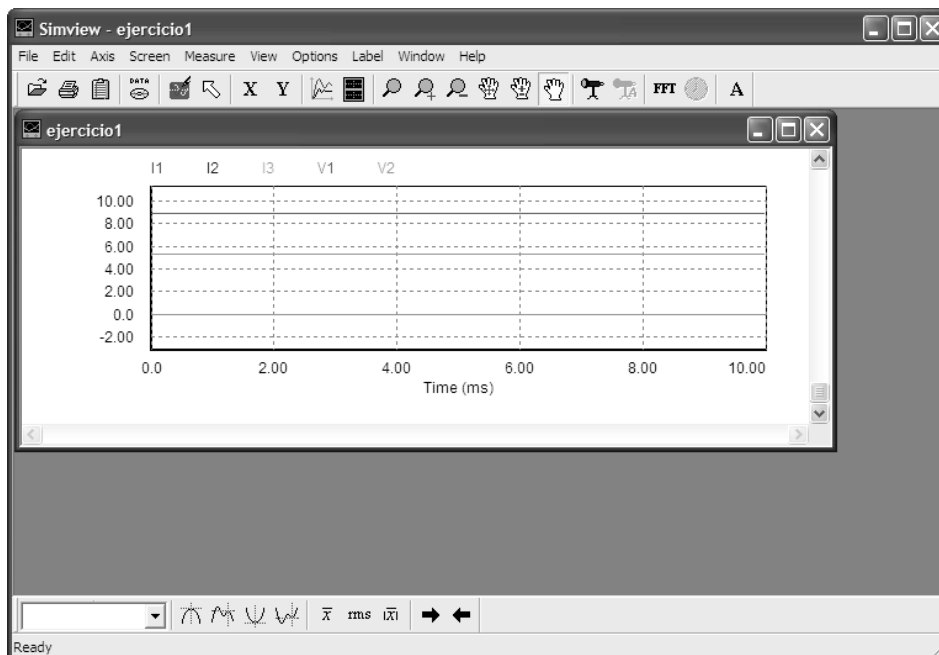 Simview - ejercicio1
File Edit Axis Screen Measure View Options Label Window Help
DATA X Y FFT A
ejercicio1
I1 I2 I3 V1 V2
10.00
8.00
6.00
4.00
2.00
0.0
-2.00
0.0 2.00 4.00 6.00 8.00 10.00
Time (ms)
x rms |x|
Ready